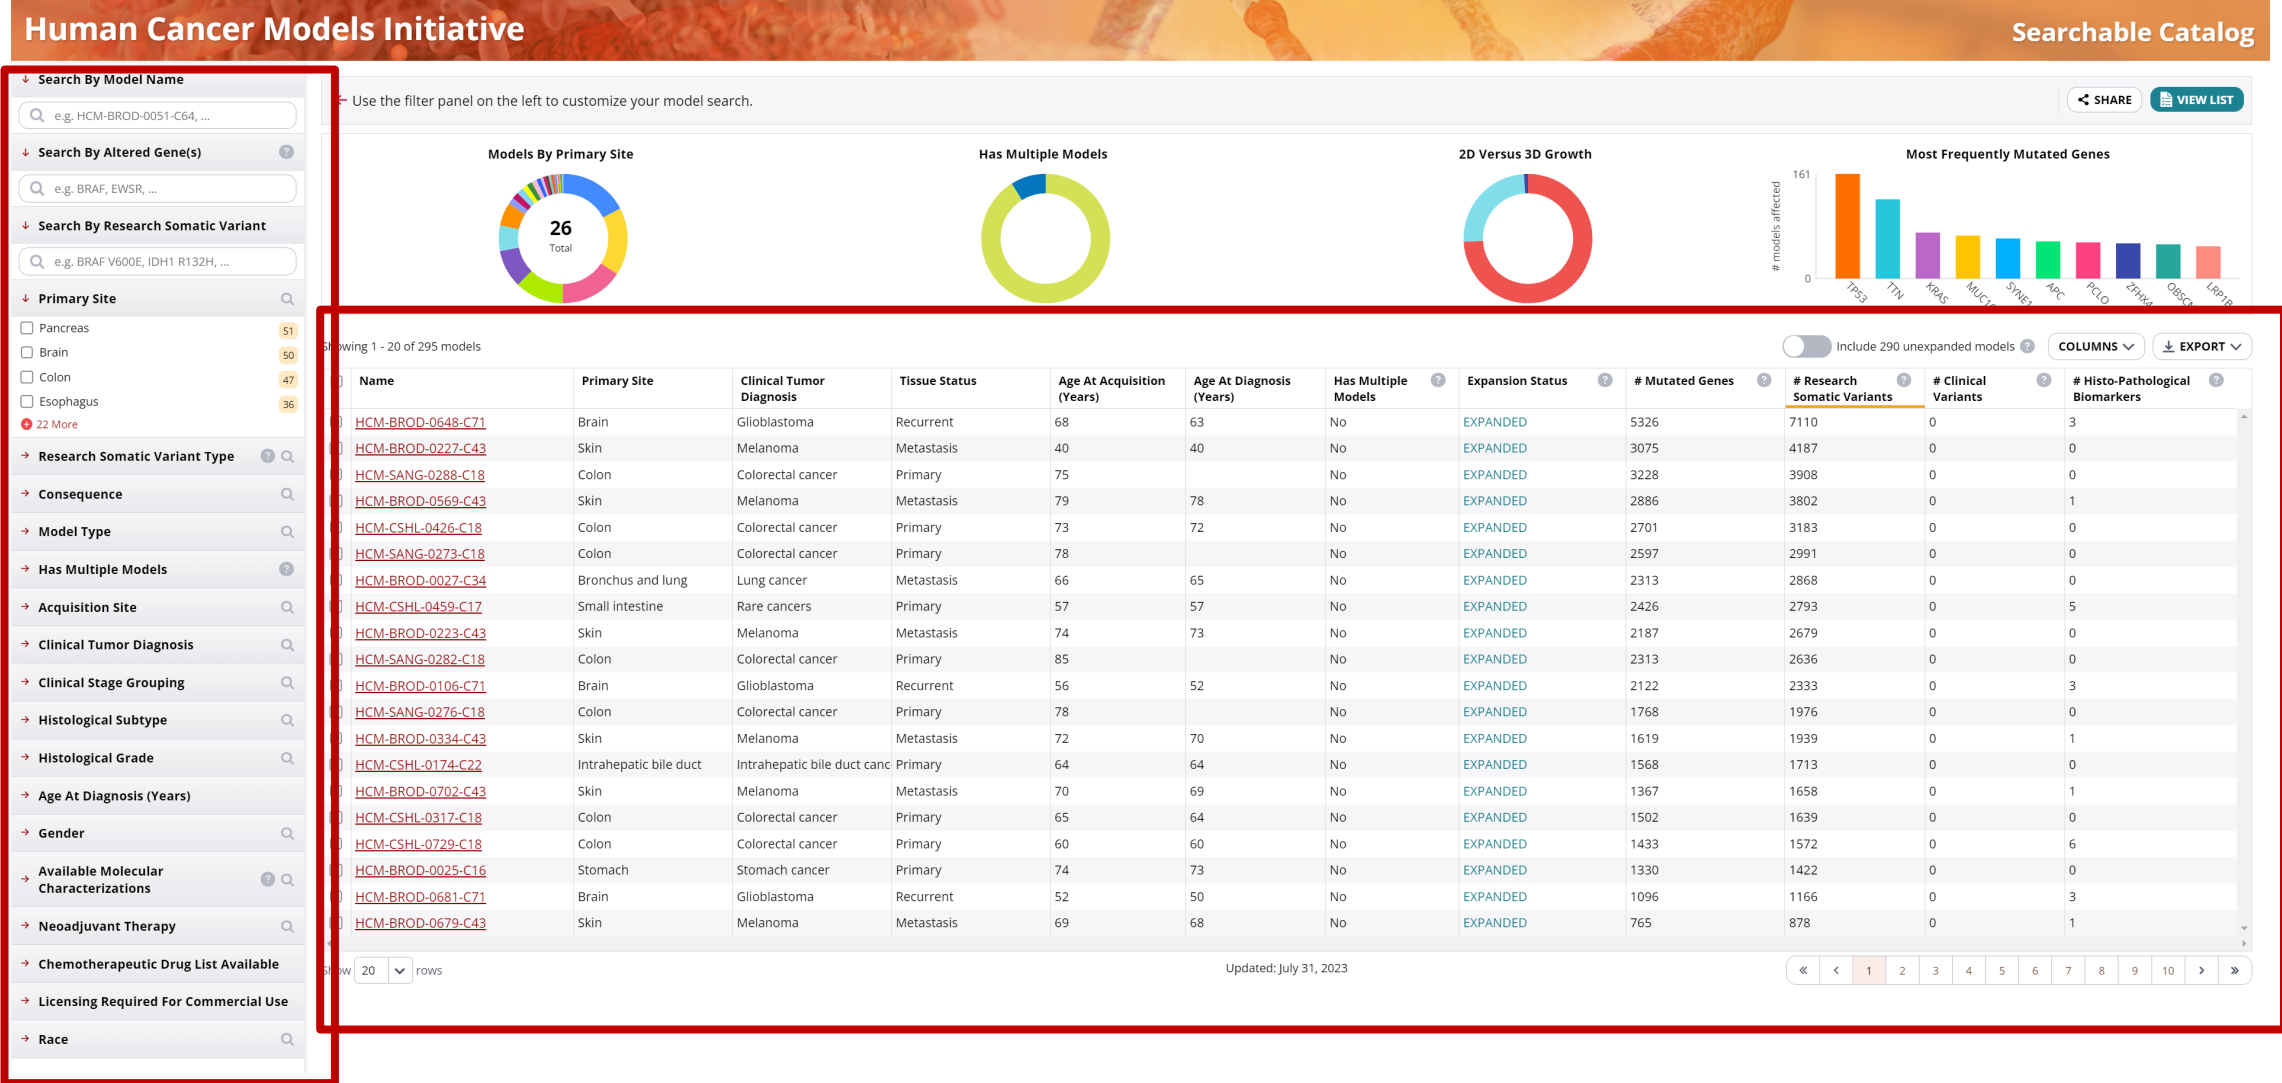 Human Cancer Models Initiative
Searchable Catalog
Search By Model Name
e.g. HCM-BROD-0051-C64, ...
Search By Altered Gene(s)
e.g. BRAF, EWSR, ...
Search By Research Somatic Variant
e.g. BRAF V600E, IDH1 R132H, ...
Primary Site
Pancreas 51
Brain 50
Colon 47
Esophagus 36
22 More
Research Somatic Variant Type
Consequence
Model Type
Has Multiple Models
Acquisition Site
Clinical Tumor Diagnosis
Clinical Stage Grouping
Histological Subtype
Histological Grade
Age At Diagnosis (Years)
Gender
Available Molecular
Characterizations
Neoadjuvant Therapy
Chemotherapeutic Drug List Available
Licensing Required For Commercial Use
Race
Use the filter panel on the left to customize your model search.
SHARE
VIEW LIST
Models By Primary Site
26
Total
Has Multiple Models
2D Versus 3D Growth
Most Frequently Mutated Genes
# models affected
161
0
TP53 TTN KRAS SYNE1 APC PCLO ZFHX4 LRP1B
Showing 1 - 20 of 295 models
Include 290 unexpanded models
COLUMNS
EXPORT
Name Primary Site Clinical Tumor Diagnosis Tissue Status Age At Acquisition (Years) Age At Diagnosis (Years) Has Multiple Models Expansion Status # Mutated Genes # Research Somatic Variants # Clinical Variants # Histo-Pathological Biomarkers
HCM-BROD-0648-C71 Brain Glioblastoma Recurrent 68 63 No EXPANDED 5326 7110 0 3
HCM-BROD-0227-C43 Skin Melanoma Metastasis 40 40 No EXPANDED 3075 4187 0 0
HCM-SANG-0288-C18 Colon Colorectal cancer Primary 75 No EXPANDED 3228 3908 0 0
HCM-BROD-0569-C43 Skin Melanoma Metastasis 79 78 No EXPANDED 2886 3802 0 1
HCM-CSHL-0426-C18 Colon Colorectal cancer Primary 73 72 No EXPANDED 2701 3183 0 0
HCM-SANG-0273-C18 Colon Colorectal cancer Primary 78 No EXPANDED 2597 2991 0 0
HCM-BROD-0027-C34 Bronchus and lung Lung cancer Metastasis 66 65 No EXPANDED 2313 2868 0 0
HCM-CSHL-0459-C17 Small intestine Rare cancers Primary 57 57 No EXPANDED 2426 2793 0 5
HCM-BROD-0223-C43 Skin Melanoma Metastasis 74 73 No EXPANDED 2187 2679 0 0
HCM-SANG-0282-C18 Colon Colorectal cancer Primary 85 No EXPANDED 2313 2636 0 0
HCM-BROD-0106-C71 Brain Glioblastoma Recurrent 56 52 No EXPANDED 2122 2333 0 3
HCM-SANG-0276-C18 Colon Colorectal cancer Primary 78 No EXPANDED 1768 1976 0 0
HCM-BROD-0334-C43 Skin Melanoma Metastasis 72 70 No EXPANDED 1619 1939 0 1
HCM-CSHL-0174-C22 Intrahepatic bile duct Intrahepatic bile duct canc Primary 64 64 No EXPANDED 1568 1713 0 0
HCM-BROD-0702-C43 Skin Melanoma Metastasis 70 69 No EXPANDED 1367 1658 0 1
HCM-CSHL-0317-C18 Colon Colorectal cancer Primary 65 64 No EXPANDED 1502 1639 0 0
HCM-CSHL-0729-C18 Colon Colorectal cancer Primary 60 60 No EXPANDED 1433 1572 0 6
HCM-BROD-0025-C16 Stomach Stomach cancer Primary 74 73 No EXPANDED 1330 1422 0 0
HCM-BROD-0681-C71 Brain Glioblastoma Recurrent 52 50 No EXPANDED 1096 1166 0 3
HCM-BROD-0679-C43 Skin Melanoma Metastasis 69 68 No EXPANDED 765 878 0 1
Show 20 rows
Updated: July 31, 2023
« ‹ 1 2 3 4 5 6 7 8 9 10 › »